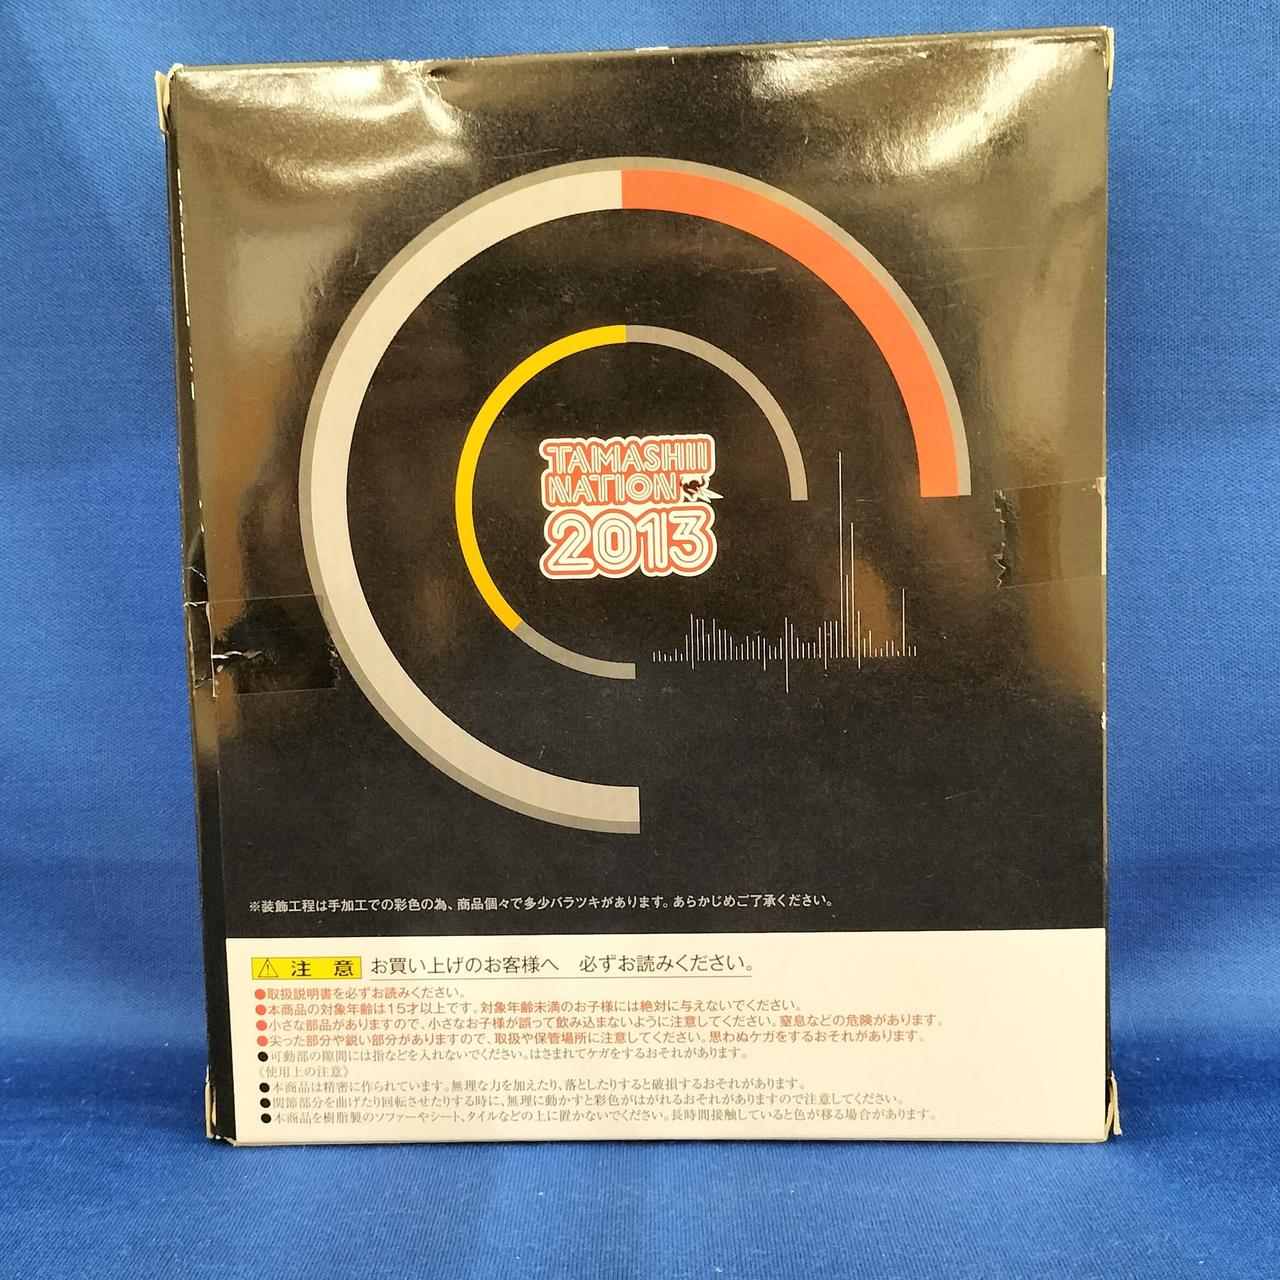 TAMASHII
NATION
2013
※装飾工程は手加工での彩色の為、商品個々で多少バラツキがあります。あらかじめご了承ください。
注 意 お買い上げのお客様へ 必ずお読みください。
●取扱説明書を必ずお読みください。
●本商品の対象年齢は15才以上です。対象年齢未満のお子様には絶対に与えないでください。
●小さな部品がありますので、小さなお子様が誤って飲み込まないように注意してください。窒息などの危険があります。
●尖った部分や鋭い部分がありますので、取扱や保管場所に注意してください。思わぬケガをするおそれがあります。
●可動部の隙間には指などを入れないでください。はさまれてケガをするおそれがあります。
《使用上の注意》
●本商品は精密に作られています。無理な力を加えたり、落としたりすると破損するおそれがあります。
●関節部分を曲げたり回転させたりする時に、無理に動かすと彩色がはがれるおそれがありますので注意してください。
●本商品を樹脂製のソファーやシート、タイルなどの上に置かないでください。長時間接触していると色が移る場合があります。